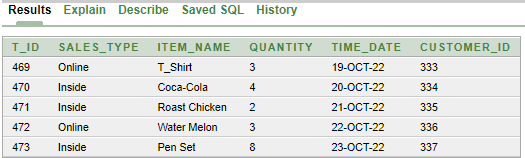 Results Explain Describe Saved SQL History
T_ID SALES_TYPE ITEM_NAME QUANTITY TIME_DATE CUSTOMER_ID
469 Online T_Shirt 3 19-OCT-22 333
470 Inside Coca-Cola 4 20-OCT-22 334
471 Inside Roast Chicken 2 21-OCT-22 335
472 Online Water Melon 3 22-OCT-22 336
473 Inside Pen Set 8 23-OCT-22 337